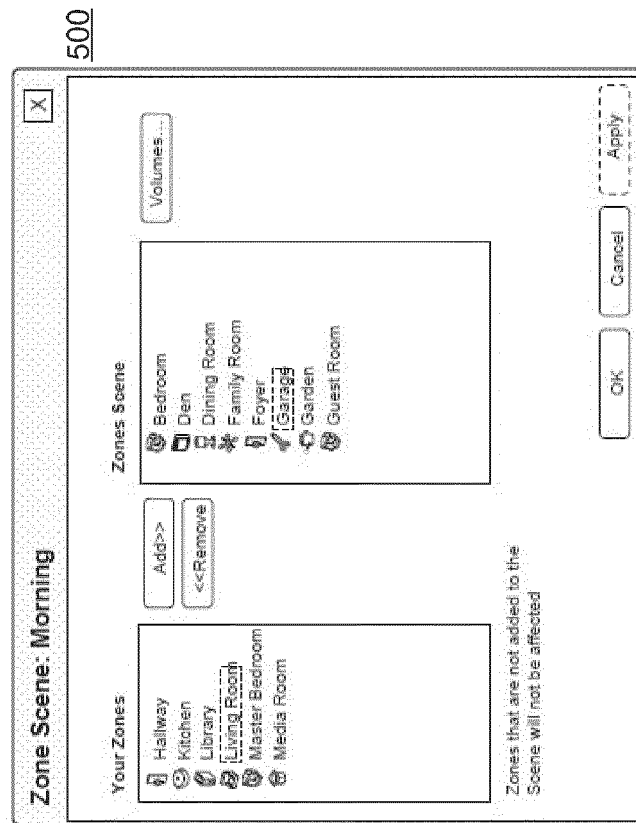 500
Zone Scene: Morning
X
Your Zones
Hallway
Kitchen
Library
Living Room
Master Bedroom
Media Room
Zones that are not added to the
Scene will not be affected
Add>>
<<Remove
Zones Scene
Bedroom
Den
Dining Room
Family Room
Foyer
Garage
Garden
Guest Room
Volumes...
OK
Cancel
Apply